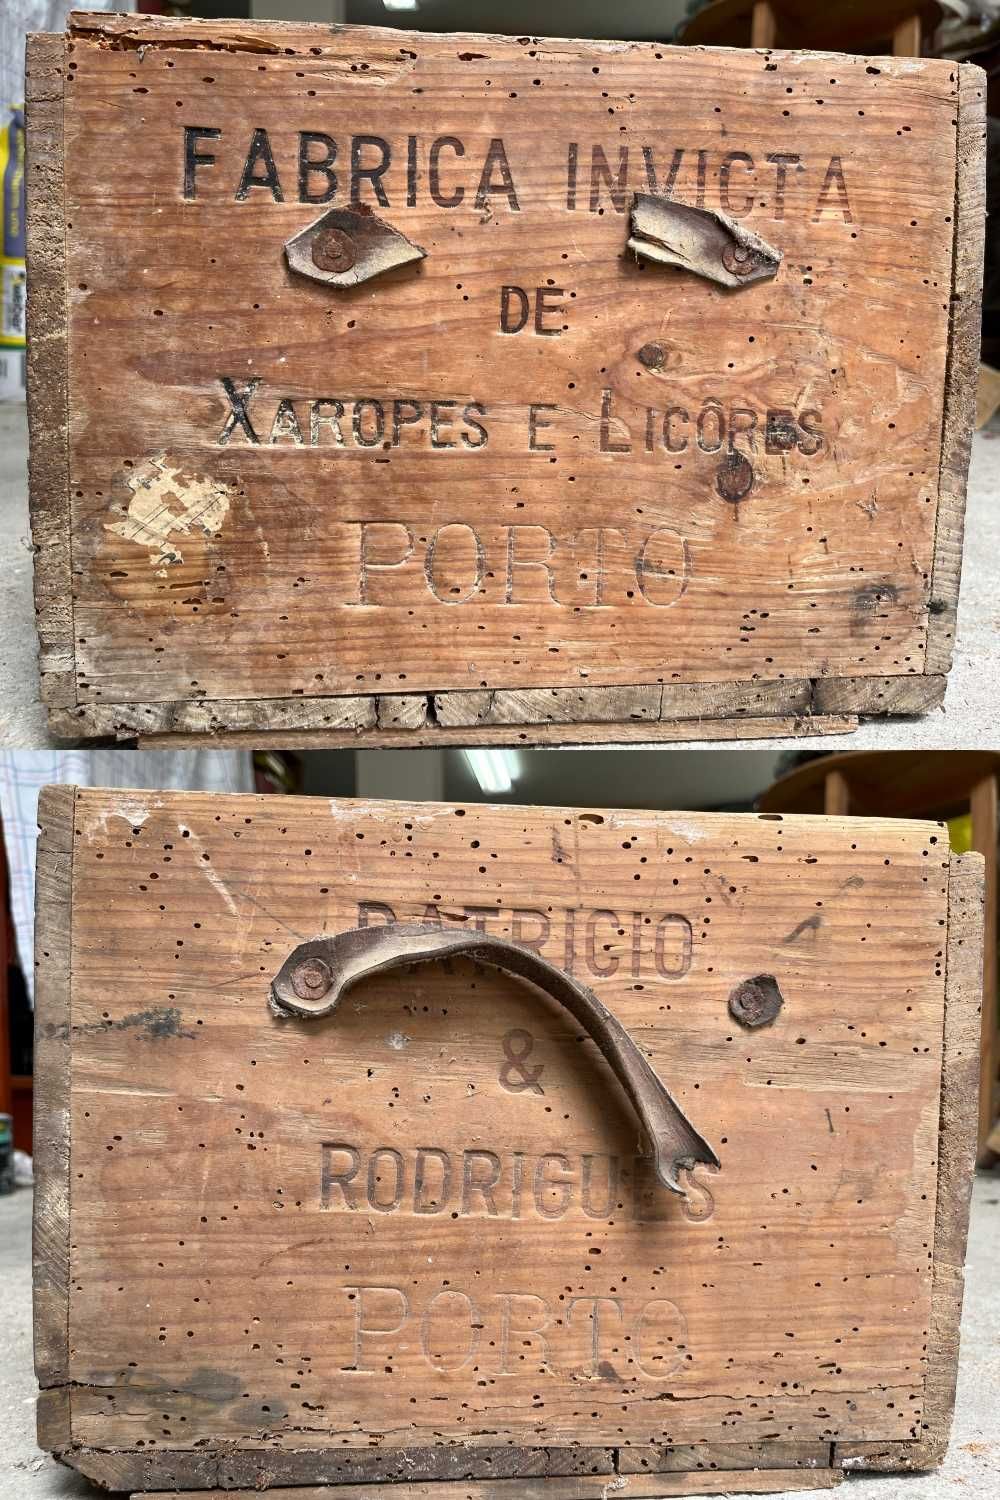 FABRICA INVICTA
DE
XAROPES E LICÔRES
PORTO
PATRICIO
&
RODRIGUES
PORTO